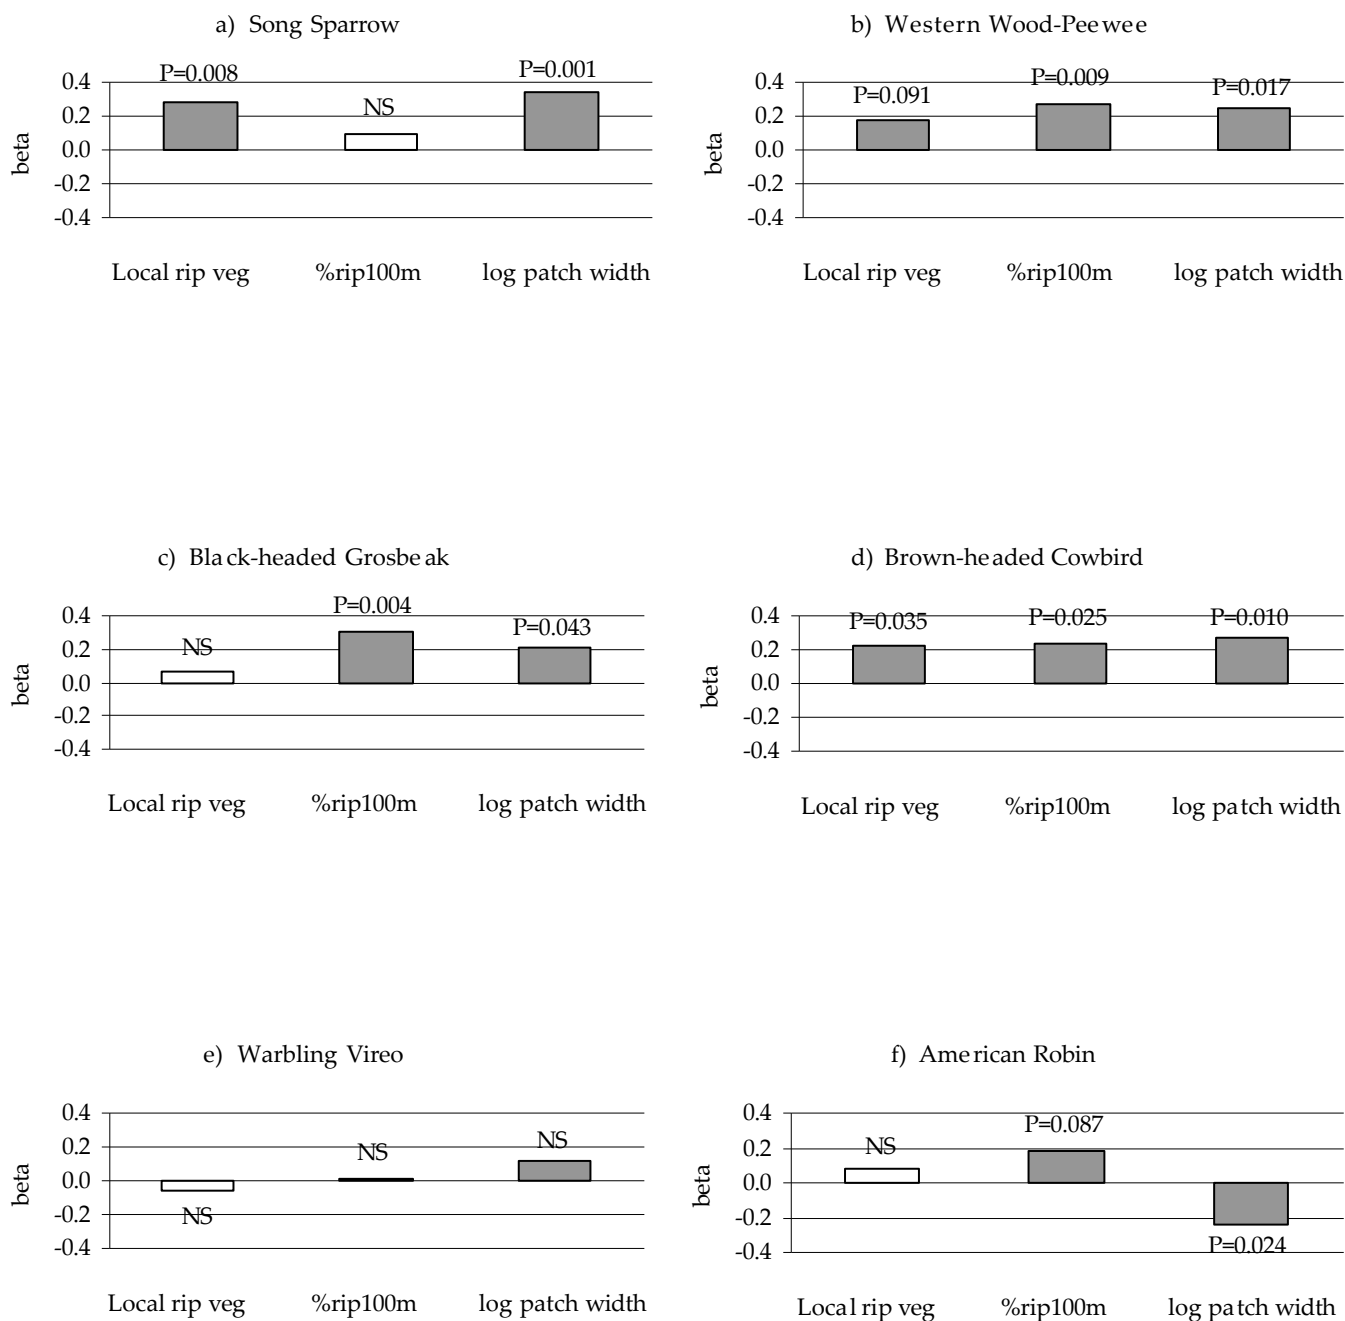 a) Song Sparrow
P=0.008
NS
P=0.001
0.4
0.2
0.0
-0.2
-0.4
beta
Local rip veg %rip100m log patch width
b) Western Wood-Peewee
P=0.091
P=0.009
P=0.017
0.4
0.2
0.0
-0.2
-0.4
beta
Local rip veg %rip100m log patch width
c) Black-headed Grosbeak
NS
P=0.004
P=0.043
0.4
0.2
0.0
-0.2
-0.4
beta
Local rip veg %rip100m log patch width
d) Brown-headed Cowbird
P=0.035
P=0.025
P=0.010
0.4
0.2
0.0
-0.2
-0.4
beta
Local rip veg %rip100m log patch width
e) Warbling Vireo
NS
NS
NS
0.4
0.2
0.0
-0.2
-0.4
beta
Local rip veg %rip100m log patch width
f) American Robin
NS
P=0.087
P=0.024
0.4
0.2
0.0
-0.2
-0.4
beta
Local rip veg %rip100m log patch width